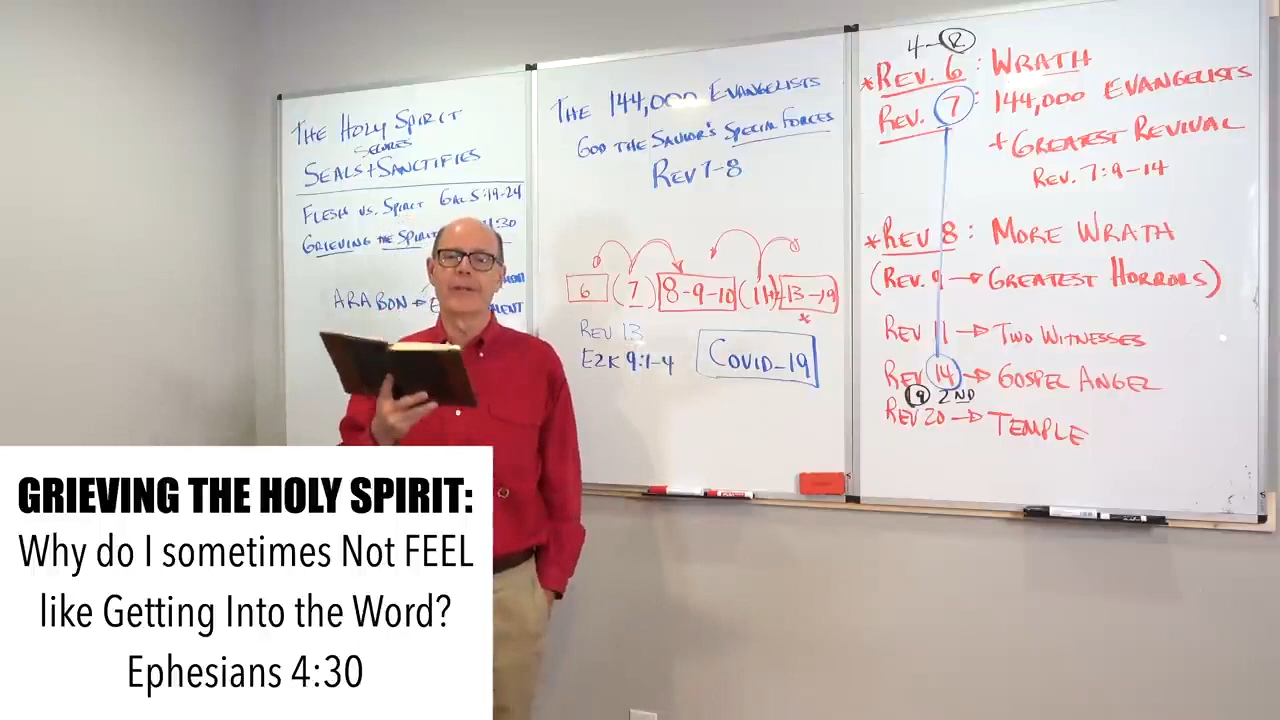 THE HOLY SPIRIT
SECURES
SEALS + SANCTIFIES
FLESH VS. SPIRIT GAL 5:19-24
GRIEVING THE SPIRIT :30
ARABON →
THE 144,000 EVANGELISTS
GOD THE SAVIOR'S SPECIAL FORCES
REV 7-8
6 (7) 8-9-10 (11) 13-19
*
REV 13
EZK 9:1-4
COVID-19
4-R
*REV. 6: WRATH
REV. 7: 144,000 EVANGELISTS
+ GREATEST REVIVAL
REV. 7:9-14
*REV 8: MORE WRATH
(REV. 9 → GREATEST HORRORS)
REV 11 → TWO WITNESSES
REV 14 → GOSPEL ANGEL
19 2ND
REV 20 → TEMPLE
GRIEVING THE HOLY SPIRIT:
Why do I sometimes Not FEEL
like Getting Into the Word?
Ephesians 4:30